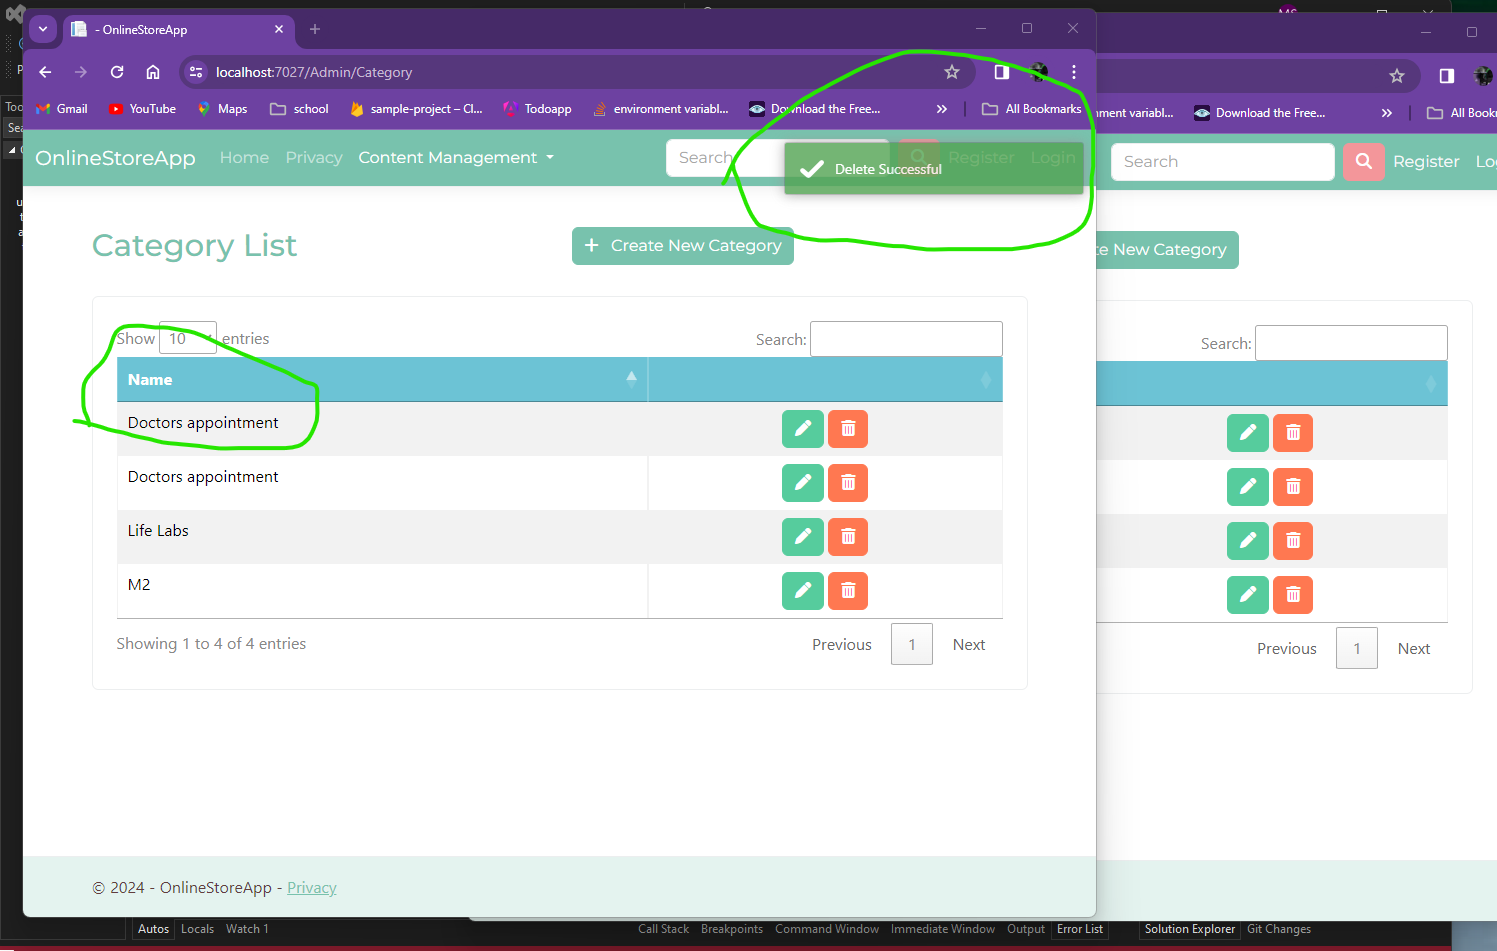 - OnlineStoreApp
localhost:7027/Admin/Category
Gmail YouTube Maps school sample-project – Cl... Todoapp environment variabl... Download the Free... » All Bookmarks
nment variabl... Download the Free... » All Book
OnlineStoreApp Home Privacy Content Management Search Register Login
Search Register Lo
Delete Successful
Category List + Create New Category
te New Category
Show 10 entries Search:
Search:
Name
Doctors appointment
Doctors appointment
Life Labs
M2
Showing 1 to 4 of 4 entries Previous 1 Next
Previous 1 Next
© 2024 - OnlineStoreApp - Privacy
Autos Locals Watch 1 Call Stack Breakpoints Command Window Immediate Window Output Error List Solution Explorer Git Changes